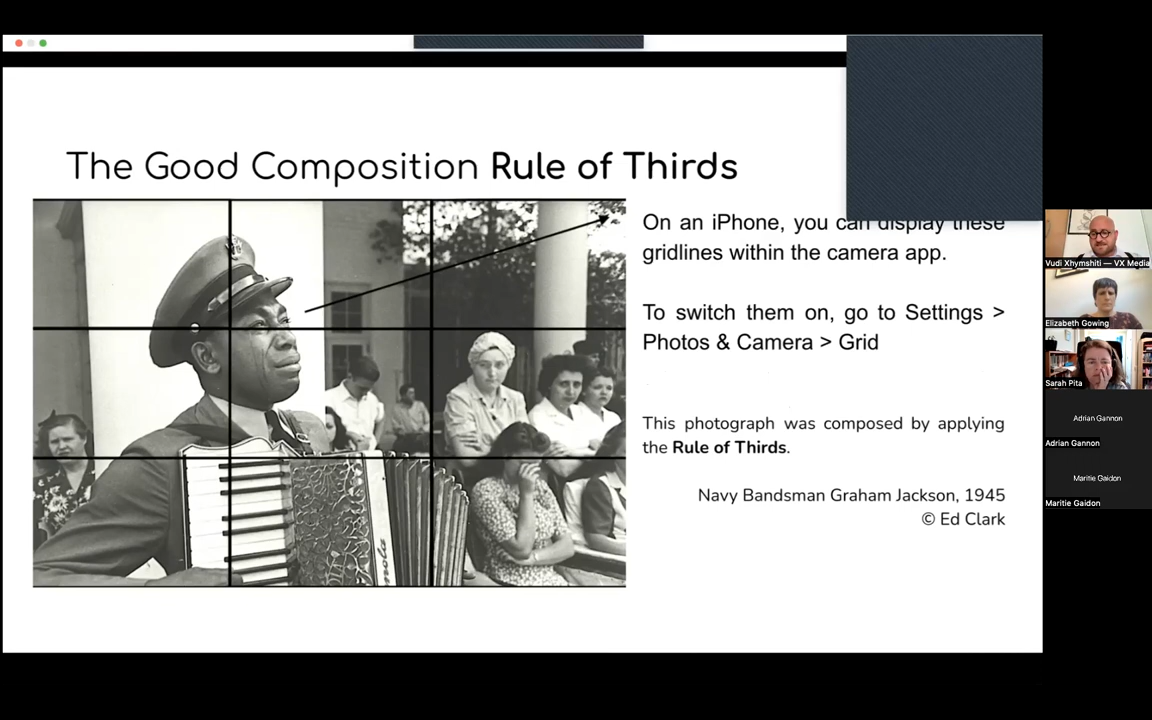 The Good Composition Rule of Thirds
On an iPhone, you can display these
gridlines within the camera app.
To switch them on, go to Settings >
Photos & Camera > Grid
This photograph was composed by applying
the Rule of Thirds.
Navy Bandsman Graham Jackson, 1945
© Ed Clark
Vudi Xhymshiti — VX Media
Elizabeth Gowing
Sarah Pita
Adrian Gannon
Adrian Gannon
Maritie Gaidon
Maritie Gaidon